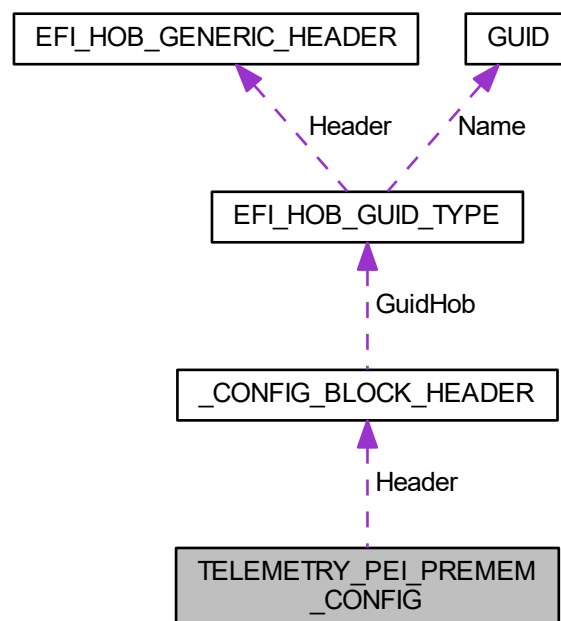 EFI_HOB_GENERIC_HEADER
GUID
Header
Name
EFI_HOB_GUID_TYPE
GuidHob
_CONFIG_BLOCK_HEADER
Header
TELEMETRY_PEI_PREMEM
_CONFIG